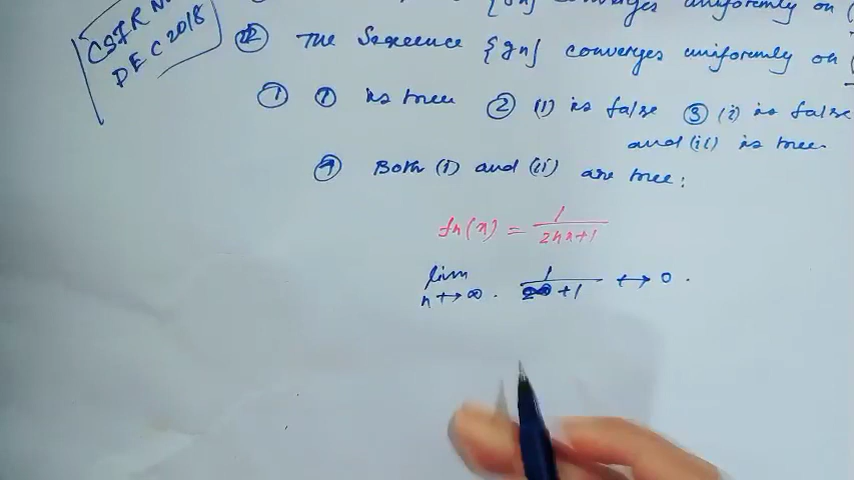 converges uniformly on (
CSIR N
DEC 2018
(ii) The Sequence {gn} converges uniformly on (
① ① is true ② (i) is false ③ (i) is false
and (ii) is true.
④ Both (i) and (ii) are true:
fn(x) = 1/(2nx+1)
lim n→∞ . 1/(2∞+1) → 0 .